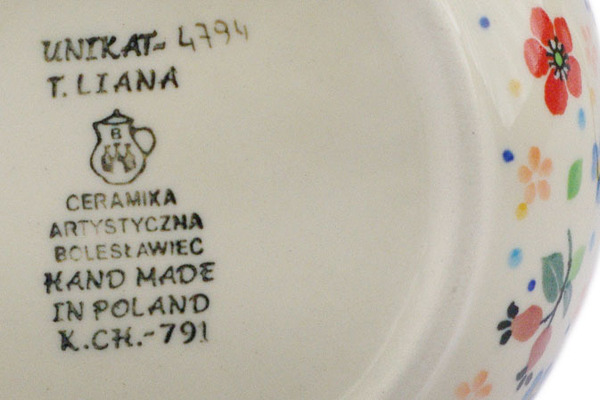 UNIKAT- 4794
T. LIANA
B
CERAMIKA
ARTYSTYCZNA
BOLESŁAWIEC
HAND MADE
IN POLAND
K.CH.-791